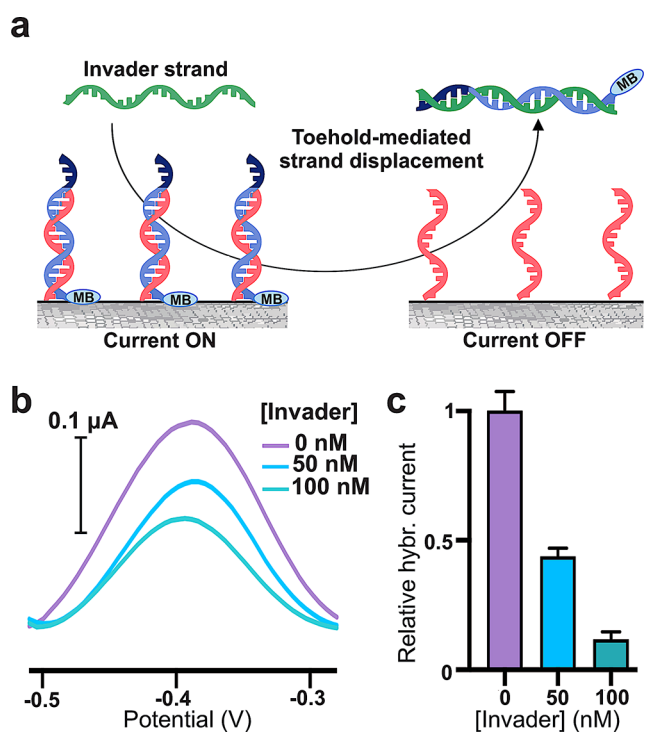 a
Invader strand
MB
Toehold-mediated
strand displacement
MB
MB
MB
Current ON
Current OFF
b
0.1 µA
[Invader]
0 nM
50 nM
100 nM
-0.5
-0.4
-0.3
Potential (V)
c
Relative hybr. current
1
0.5
0
0
50
100
[Invader] (nM)